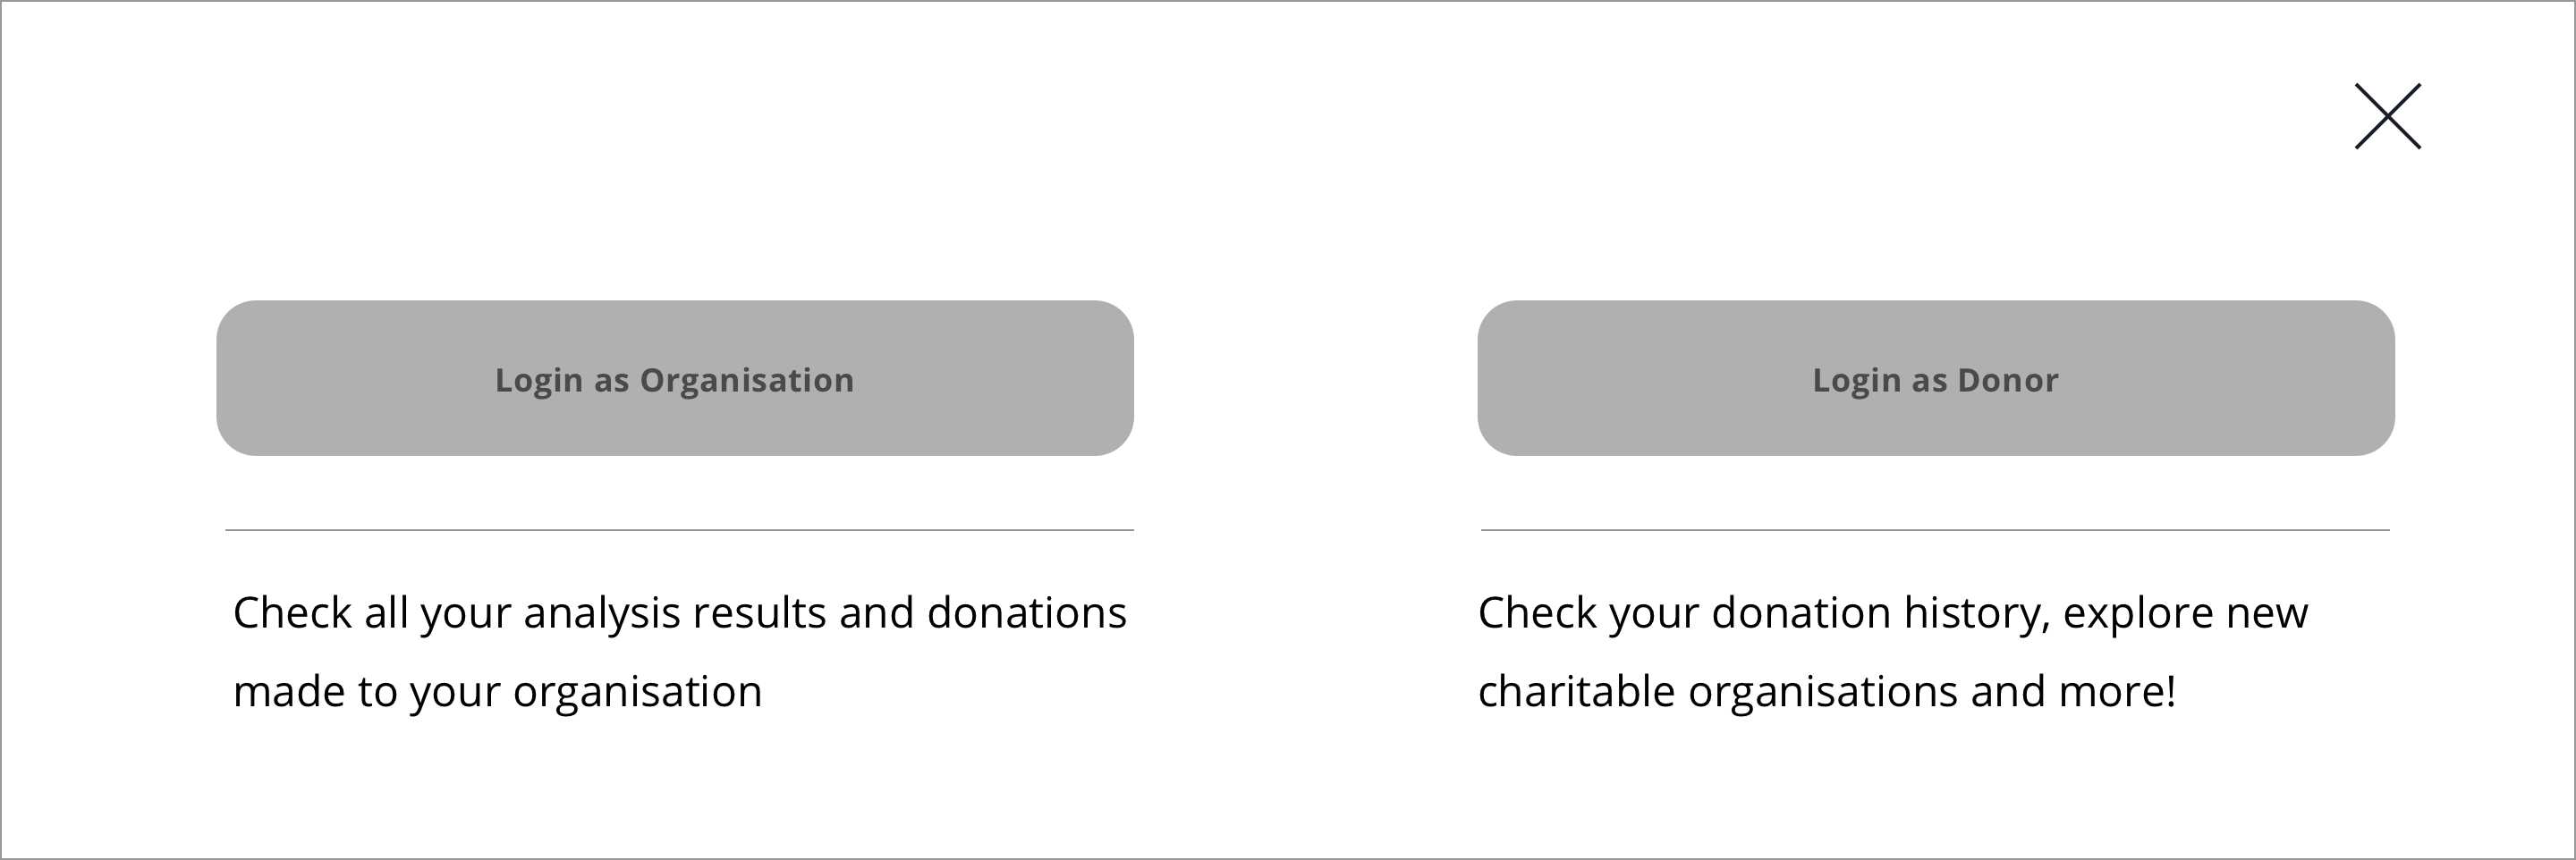 Login as Organisation
Login as Donor
Check all your analysis results and donations
made to your organisation
Check your donation history, explore new
charitable organisations and more!